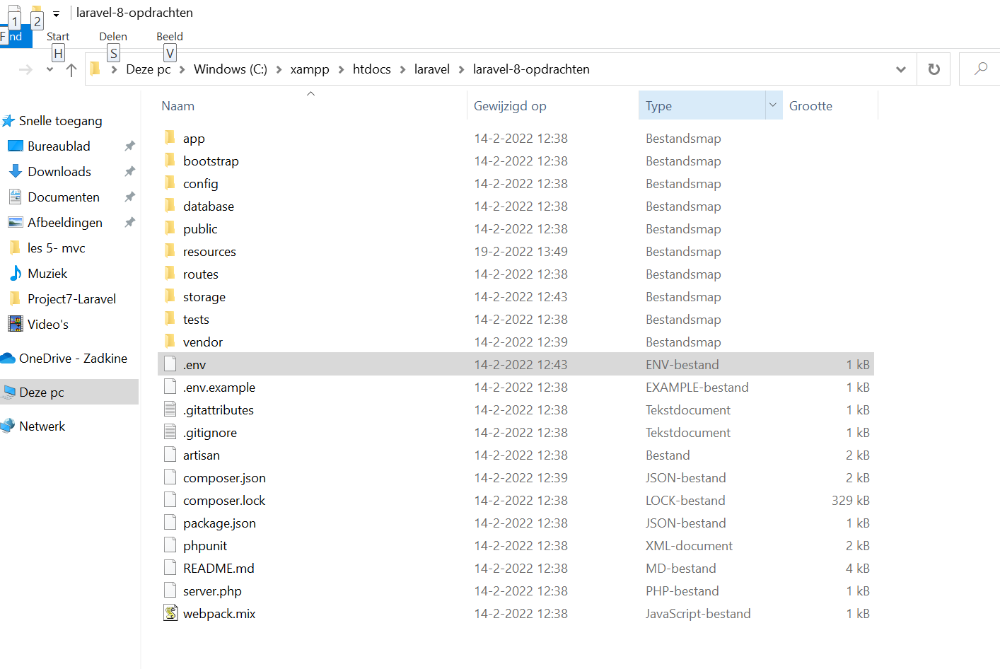 1 2 laravel-8-opdrachten
F nd Start Delen Beeld
H S V
Deze pc Windows (C:) xampp htdocs laravel laravel-8-opdrachten
Naam Gewijzigd op Type Grootte
Snelle toegang
Bureaublad
Downloads
Documenten
Afbeeldingen
les 5- mvc
Muziek
Project7-Laravel
Video's
OneDrive - Zadkine
Deze pc
Netwerk
app 14-2-2022 12:38 Bestandsmap
bootstrap 14-2-2022 12:38 Bestandsmap
config 14-2-2022 12:38 Bestandsmap
database 14-2-2022 12:38 Bestandsmap
public 14-2-2022 12:38 Bestandsmap
resources 19-2-2022 13:49 Bestandsmap
routes 14-2-2022 12:38 Bestandsmap
storage 14-2-2022 12:43 Bestandsmap
tests 14-2-2022 12:38 Bestandsmap
vendor 14-2-2022 12:39 Bestandsmap
.env 14-2-2022 12:43 ENV-bestand 1 kB
.env.example 14-2-2022 12:38 EXAMPLE-bestand 1 kB
.gitattributes 14-2-2022 12:38 Tekstdocument 1 kB
.gitignore 14-2-2022 12:38 Tekstdocument 1 kB
artisan 14-2-2022 12:38 Bestand 2 kB
composer.json 14-2-2022 12:39 JSON-bestand 2 kB
composer.lock 14-2-2022 12:38 LOCK-bestand 329 kB
package.json 14-2-2022 12:38 JSON-bestand 1 kB
phpunit 14-2-2022 12:38 XML-document 2 kB
README.md 14-2-2022 12:38 MD-bestand 4 kB
server.php 14-2-2022 12:38 PHP-bestand 1 kB
webpack.mix 14-2-2022 12:38 JavaScript-bestand 1 kB